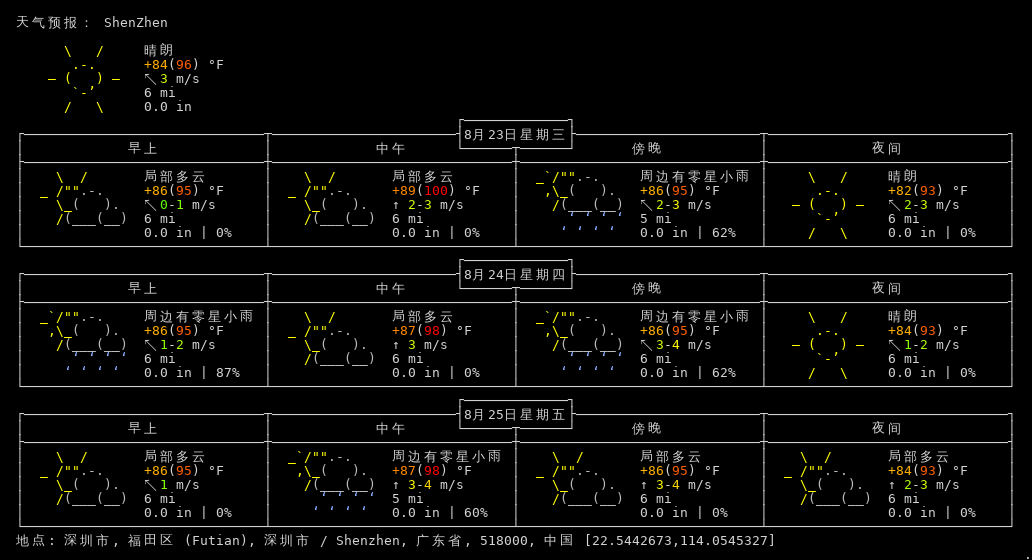 天气预报： ShenZhen
晴朗
+84(96) °F
↖3 m/s
6 mi
0.0 in
8月23日星期三
早上 中午 傍晚 夜间
局部多云 局部多云 周边有零星小雨 晴朗
+86(95) °F +89(100) °F +86(95) °F +82(93) °F
↖0-1 m/s ↑ 2-3 m/s ↖2-3 m/s ↖2-3 m/s
6 mi 6 mi 5 mi 6 mi
0.0 in | 0% 0.0 in | 0% 0.0 in | 62% 0.0 in | 0%
8月24日星期四
早上 中午 傍晚 夜间
周边有零星小雨 局部多云 周边有零星小雨 晴朗
+86(95) °F +87(98) °F +86(95) °F +84(93) °F
↖1-2 m/s ↑ 3 m/s ↖3-4 m/s ↖1-2 m/s
6 mi 6 mi 6 mi 6 mi
0.0 in | 87% 0.0 in | 0% 0.0 in | 62% 0.0 in | 0%
8月25日星期五
早上 中午 傍晚 夜间
局部多云 周边有零星小雨 局部多云 局部多云
+86(95) °F +87(98) °F +86(95) °F +84(93) °F
↖1 m/s ↑ 3-4 m/s ↑ 3-4 m/s ↑ 2-3 m/s
6 mi 5 mi 6 mi 6 mi
0.0 in | 0% 0.0 in | 60% 0.0 in | 0% 0.0 in | 0%
地点: 深圳市, 福田区 (Futian), 深圳市 / Shenzhen, 广东省, 518000, 中国 [22.5442673,114.0545327]